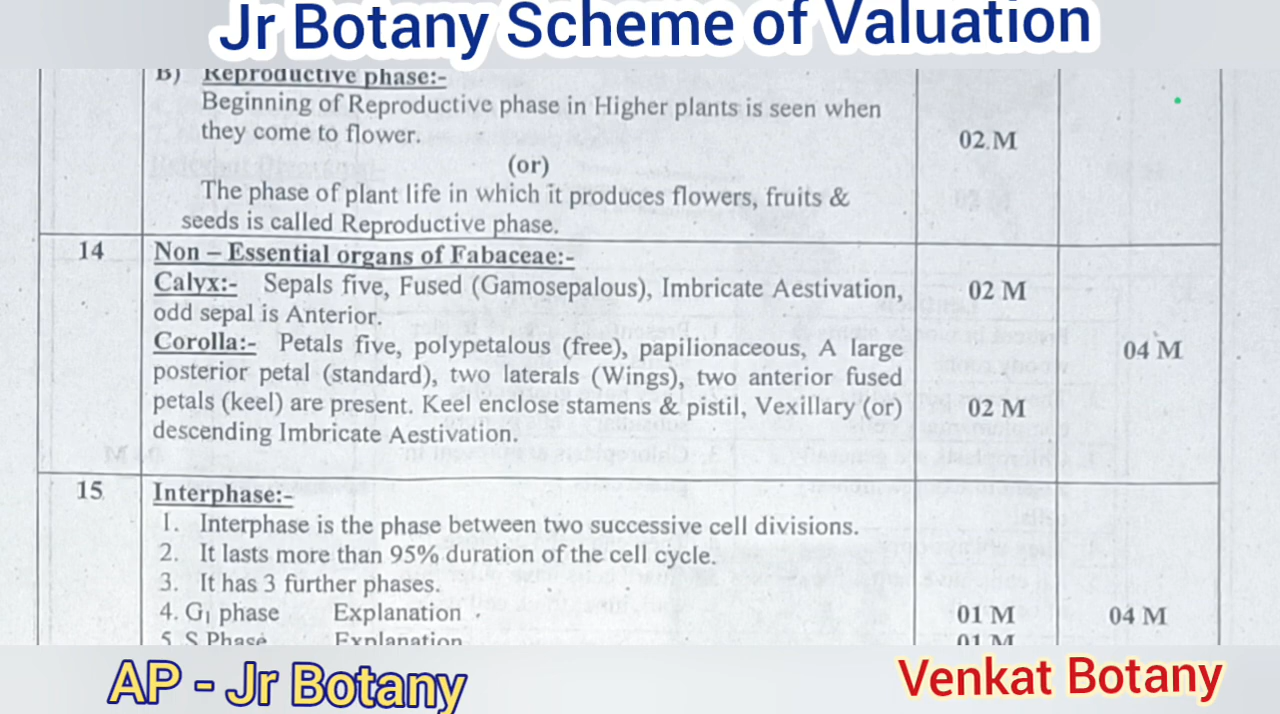 Jr Botany Scheme of Valuation
B) Reproductive phase:-
Beginning of Reproductive phase in Higher plants is seen when
they come to flower.
02 M
(or)
The phase of plant life in which it produces flowers, fruits &
seeds is called Reproductive phase.
14 Non – Essential organs of Fabaceae:-
Calyx:- Sepals five, Fused (Gamosepalous), Imbricate Aestivation, 02 M
odd sepal is Anterior.
Corolla:- Petals five, polypetalous (free), papilionaceous, A large 04 M
posterior petal (standard), two laterals (Wings), two anterior fused
petals (keel) are present. Keel enclose stamens & pistil, Vexillary (or) 02 M
descending Imbricate Aestivation.
15 Interphase:-
1. Interphase is the phase between two successive cell divisions.
2. It lasts more than 95% duration of the cell cycle.
3. It has 3 further phases.
4. G₁ phase Explanation 01 M 04 M
5. S Phase Explanation 01 M
AP - Jr Botany
Venkat Botany